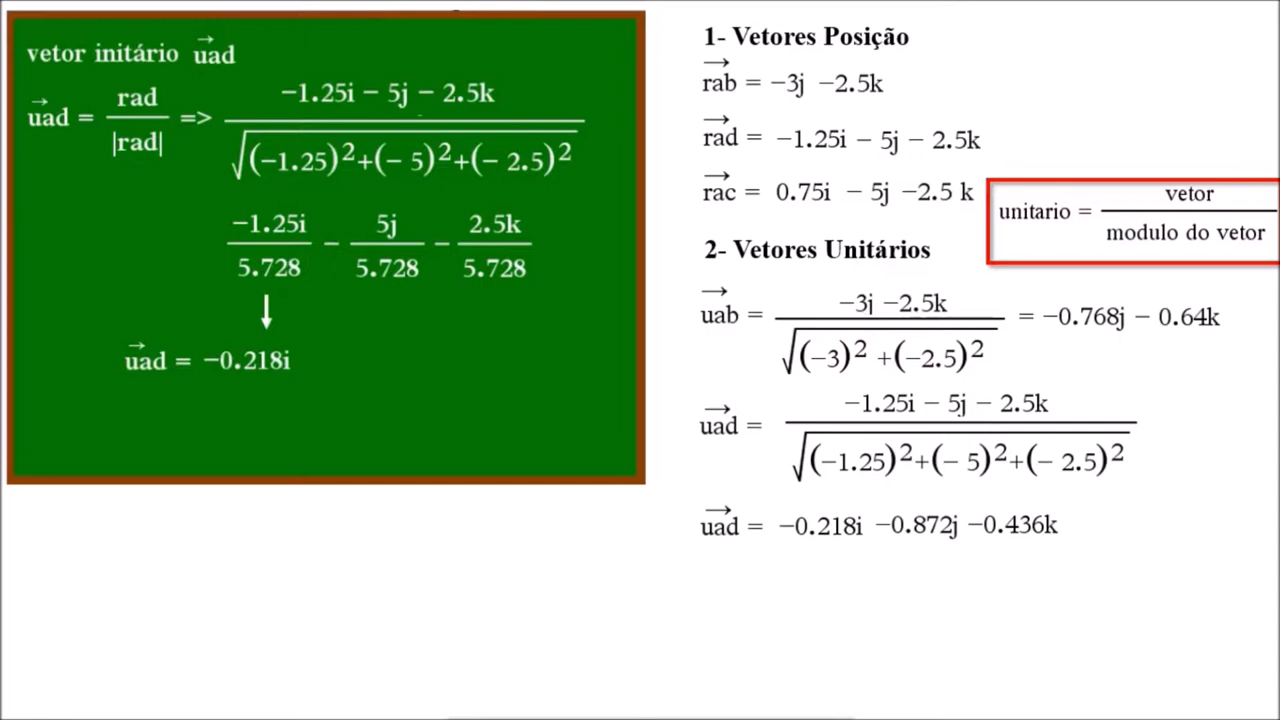 vetor initário uad
uad = rad / |rad| => −1.25i − 5j − 2.5k / √(−1.25)²+(− 5)²+(− 2.5)²
−1.25i / 5.728 − 5j / 5.728 − 2.5k / 5.728
uad = −0.218i
1- Vetores Posição
rab = −3j −2.5k
rad = −1.25i − 5j − 2.5k
rac = 0.75i − 5j −2.5 k
unitario = vetor / modulo do vetor
2- Vetores Unitários
uab = −3j −2.5k / √(−3)² +(−2.5)² = −0.768j − 0.64k
uad = −1.25i − 5j − 2.5k / √(−1.25)²+(− 5)²+(− 2.5)²
uad = −0.218i −0.872j −0.436k